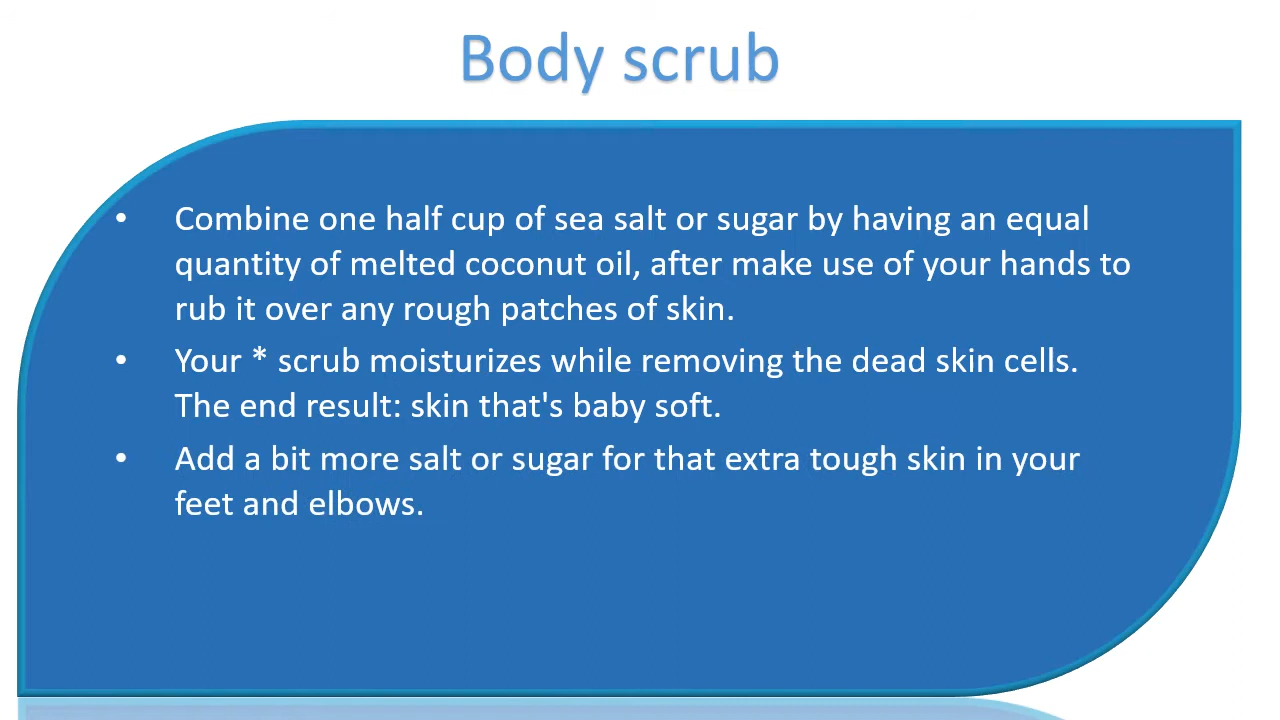 Body scrub
• Combine one half cup of sea salt or sugar by having an equal
quantity of melted coconut oil, after make use of your hands to
rub it over any rough patches of skin.
• Your * scrub moisturizes while removing the dead skin cells.
The end result: skin that's baby soft.
• Add a bit more salt or sugar for that extra tough skin in your
feet and elbows.